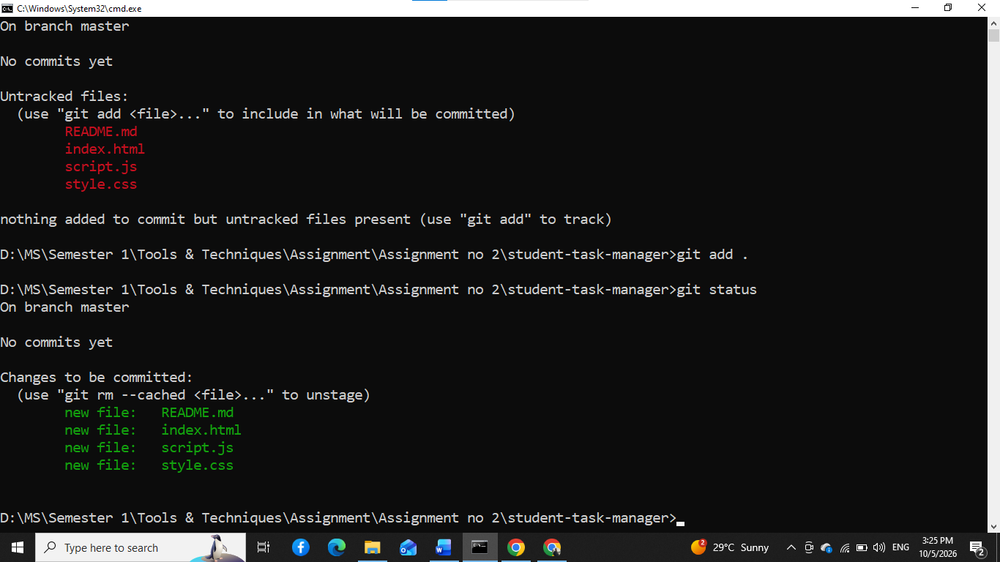 C:\Windows\System32\cmd.exe
On branch master
No commits yet
Untracked files:
(use "git add <file>..." to include in what will be committed)
README.md
index.html
script.js
style.css
nothing added to commit but untracked files present (use "git add" to track)
D:\MS\Semester 1\Tools & Techniques\Assignment\Assignment no 2\student-task-manager>git add .
D:\MS\Semester 1\Tools & Techniques\Assignment\Assignment no 2\student-task-manager>git status
On branch master
No commits yet
Changes to be committed:
(use "git rm --cached <file>..." to unstage)
new file:   README.md
new file:   index.html
new file:   script.js
new file:   style.css
D:\MS\Semester 1\Tools & Techniques\Assignment\Assignment no 2\student-task-manager>
Type here to search
2
29°C Sunny
ENG
3:25 PM
10/5/2026
2